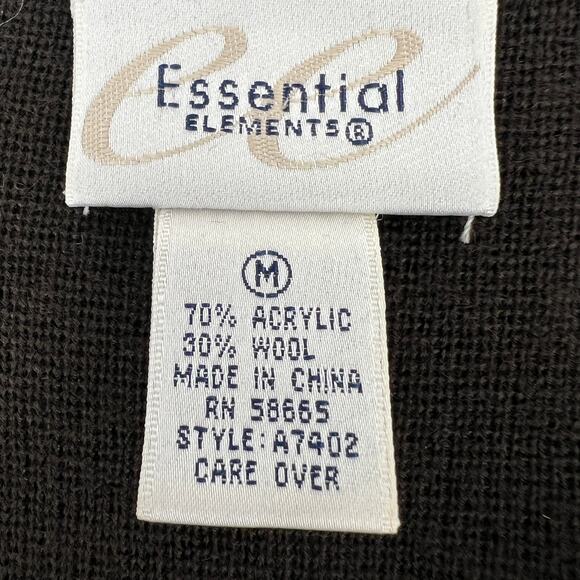 Essential
ELEMENTS®
M
70% ACRYLIC
30% WOOL
MADE IN CHINA
RN 58665
STYLE: A7402
CARE OVER